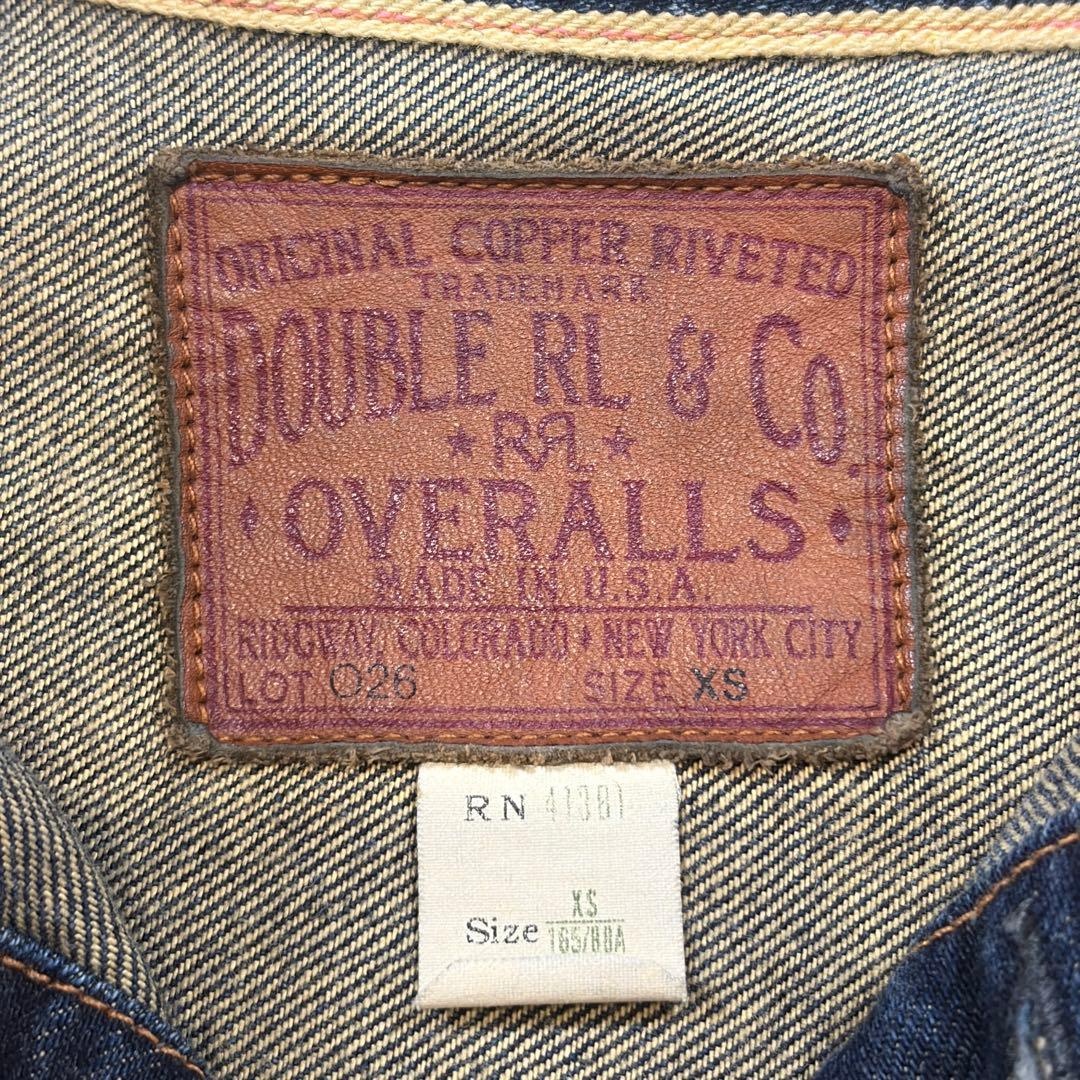 ORIGINAL COPPER RIVETED
TRADEMARK
DOUBLE RL & CO.
★ RRL ★
OVERALLS
MADE IN U.S.A.
RIDGWAY, COLORADO ♦ NEW YORK CITY
LOT 026 SIZE XS
RN 41381
Size XS
165/88A